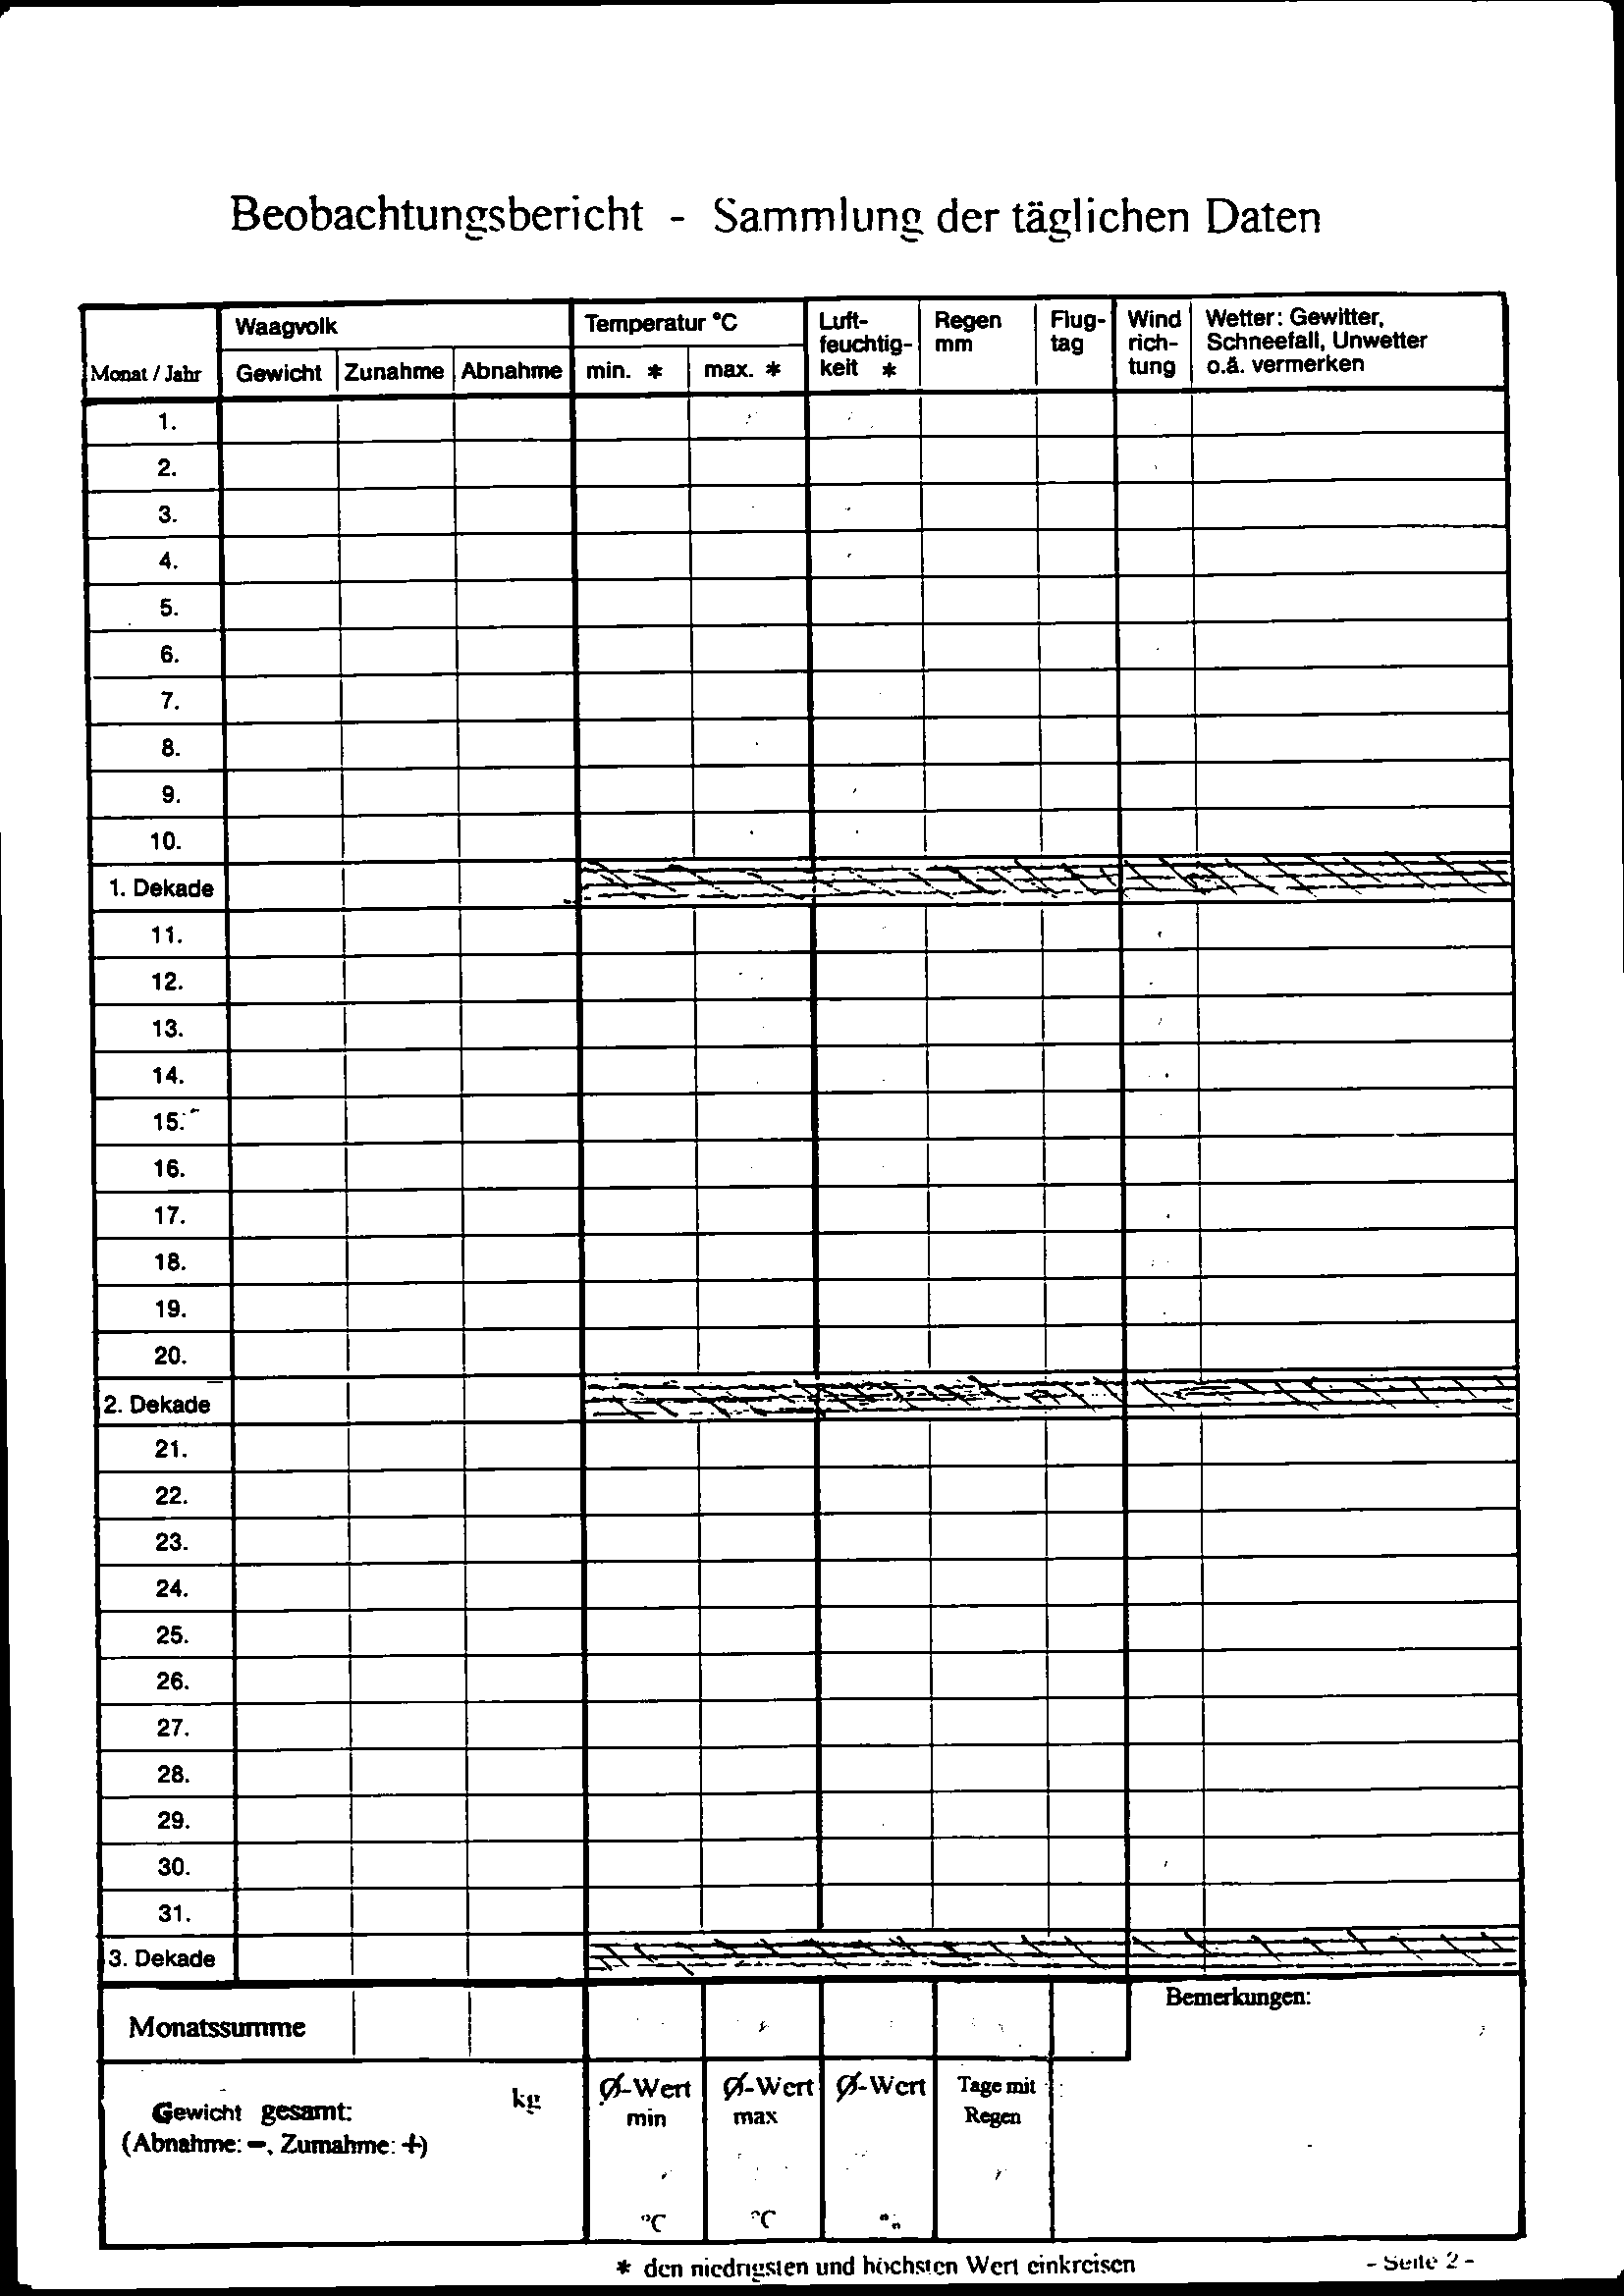 Beobachtungsbericht - Sammlung der täglichen Daten
Waagvolk Temperatur °C Luft- Regen Flug- Wind Wetter: Gewitter,
feuchtig- mm tag rich- Schneefall, Unwetter
Monat / Jahr Gewicht Zunahme Abnahme min. * max. * keit * tung o.ä. vermerken
1.
2.
3.
4.
5.
6.
7.
8.
9.
10.
1. Dekade
11.
12.
13.
14.
15.
16.
17.
18.
19.
20.
2. Dekade
21.
22.
23.
24.
25.
26.
27.
28.
29.
30.
31.
3. Dekade
Bemerkungen:
Monatssumme
Ø-Wert Ø-Wert Ø-Wert Tage mit
Gewicht gesamt: kg min max Regen
(Abnahme: -, Zumahme: +)
°C °C
* den niedrigsten und höchsten Wert einkreisen - Seite 2 -